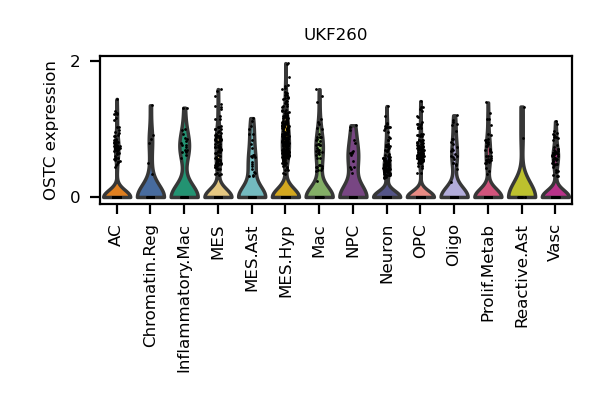 UKF260
OSTC expression
2
0
AC
Chromatin.Reg
Inflammatory.Mac
MES
MES.Ast
MES.Hyp
Mac
NPC
Neuron
OPC
Oligo
Prolif.Metab
Reactive.Ast
Vasc